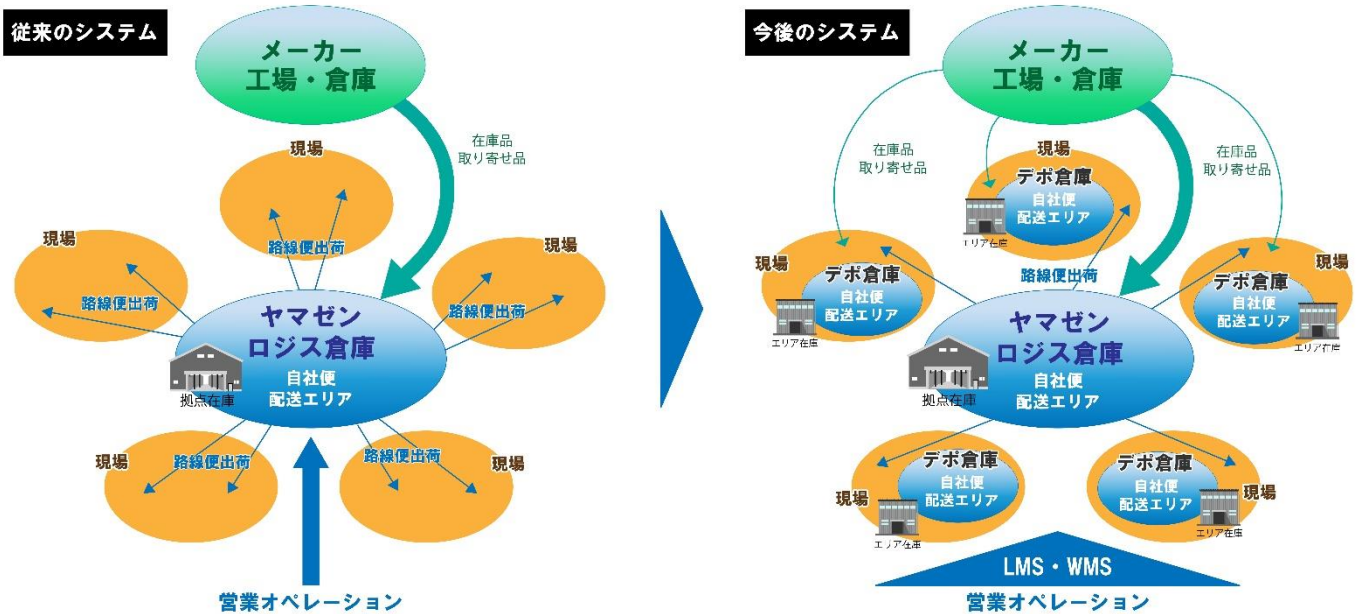 従来のシステム
メーカー
工場・倉庫
在庫品
取り寄せ品
現場
路線便出荷
現場
路線便出荷
現場
路線便出荷
ヤマゼン
ロジス倉庫
自社便
配送エリア
拠点在庫
現場
路線便出荷
路線便出荷
現場
営業オペレーション
今後のシステム
メーカー
工場・倉庫
在庫品
取り寄せ品
在庫品
取り寄せ品
現場
デポ倉庫
自社便
配送エリア
エリア在庫
路線便出荷
現場
デポ倉庫
自社便
配送エリア
エリア在庫
現場
デポ倉庫
自社便
配送エリア
エリア在庫
ヤマゼン
ロジス倉庫
自社便
配送エリア
拠点在庫
デポ倉庫
自社便
配送エリア
現場
エリア在庫
デポ倉庫
自社便
配送エリア
現場
エリア在庫
LMS・WMS
営業オペレーション